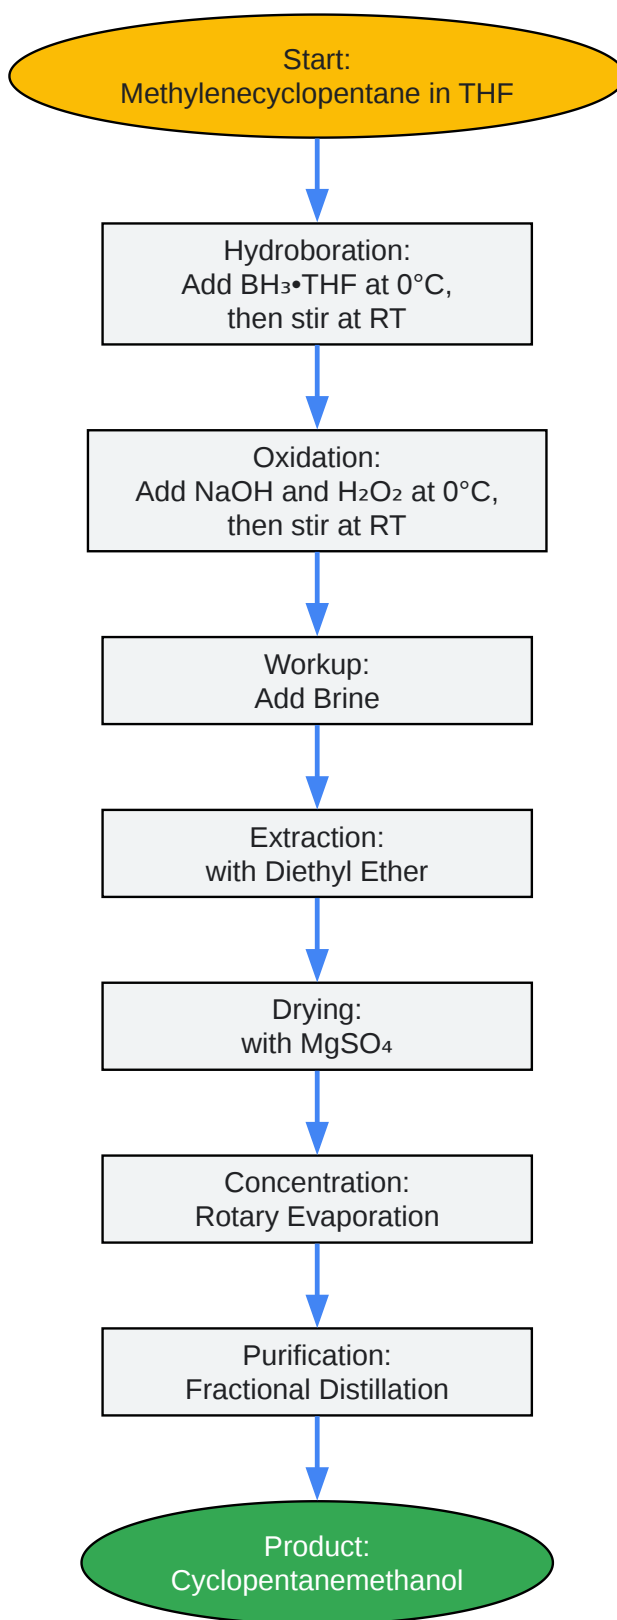 Start:
Methylenecyclopentane in THF
Hydroboration:
Add BH₃•THF at 0°C,
then stir at RT
Oxidation:
Add NaOH and H₂O₂ at 0°C,
then stir at RT
Workup:
Add Brine
Extraction:
with Diethyl Ether
Drying:
with MgSO₄
Concentration:
Rotary Evaporation
Purification:
Fractional Distillation
Product:
Cyclopentanemethanol